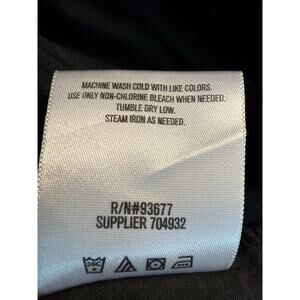 MACHINE WASH COLD WITH LIKE COLORS.
USE ONLY NON-CHLORINE BLEACH WHEN NEEDED.
TUMBLE DRY LOW.
STEAM IRON AS NEEDED.
R/N#93677
SUPPLIER 704932
30C